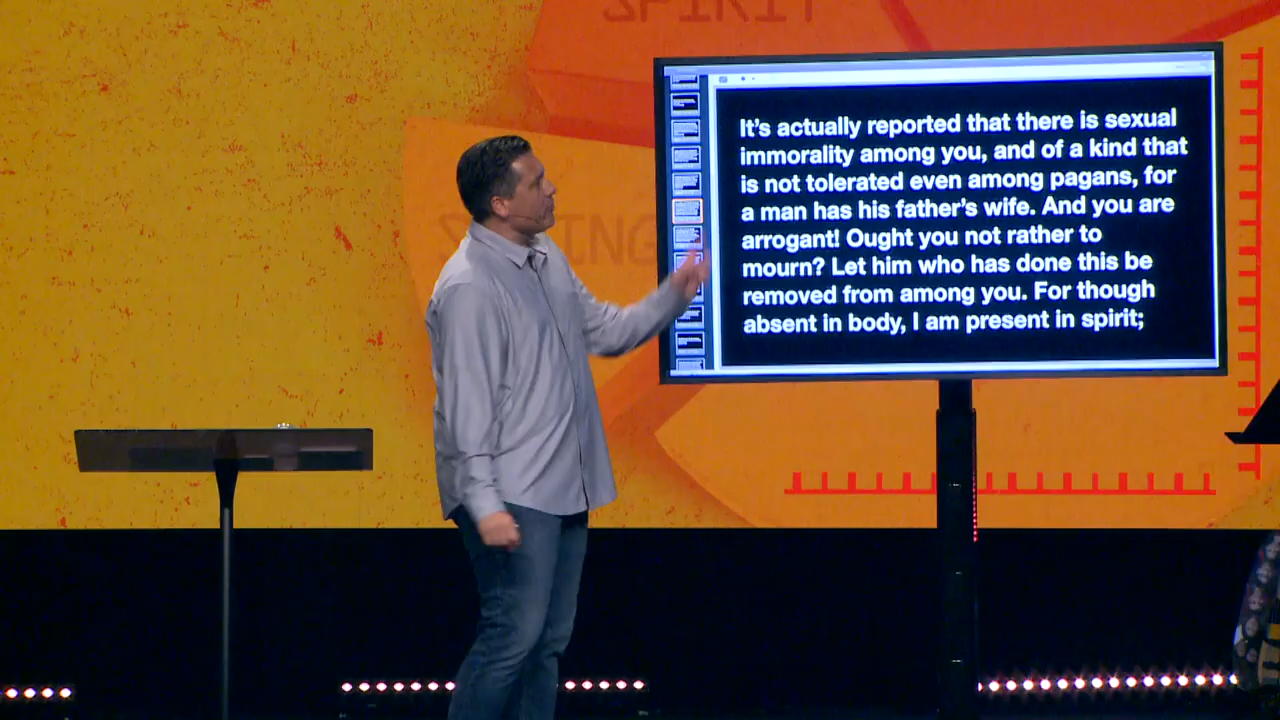 SPIRIT
It's actually reported that there is sexual
immorality among you, and of a kind that
is not tolerated even among pagans, for
a man has his father's wife. And you are
arrogant! Ought you not rather to
mourn? Let him who has done this be
removed from among you. For though
absent in body, I am present in spirit;